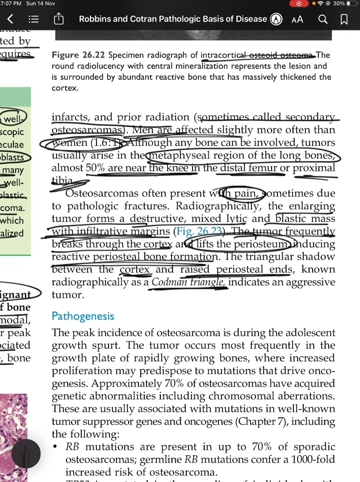 7:07 PM Sun 14 Nov
30%
Robbins and Cotran Pathologic Basis of Disease
AA
ted by
equires
well-
scopic
eculae
oblasts
many
well-
plastic,
coma.
which
alized
ignant
f bone
modal,
r peak
ociated
, bone
Figure 26.22 Specimen radiograph of intracortical osteoid osteoma. The
round radiolucency with central mineralization represents the lesion and
is surrounded by abundant reactive bone that has massively thickened the
cortex.
infarcts, and prior radiation (sometimes called secondary
osteosarcomas). Men are affected slightly more often than
women (1.6:1). Although any bone can be involved, tumors
usually arise in the metaphyseal region of the long bones;
almost 50% are near the knee in the distal femur or proximal
tibia.
Osteosarcomas often present with pain, sometimes due
to pathologic fractures. Radiographically, the enlarging
tumor forms a destructive, mixed lytic and blastic mass
with infiltrative margins (Fig. 26.23). The tumor frequently
breaks through the cortex and lifts the periosteum, inducing
reactive periosteal bone formation. The triangular shadow
between the cortex and raised periosteal ends, known
radiographically as a Codman triangle, indicates an aggressive
tumor.
Pathogenesis
The peak incidence of osteosarcoma is during the adolescent
growth spurt. The tumor occurs most frequently in the
growth plate of rapidly growing bones, where increased
proliferation may predispose to mutations that drive onco-
genesis. Approximately 70% of osteosarcomas have acquired
genetic abnormalities including chromosomal aberrations.
These are usually associated with mutations in well-known
tumor suppressor genes and oncogenes (Chapter 7), including
the following:
• RB mutations are present in up to 70% of sporadic
osteosarcomas; germline RB mutations confer a 1000-fold
increased risk of osteosarcoma.